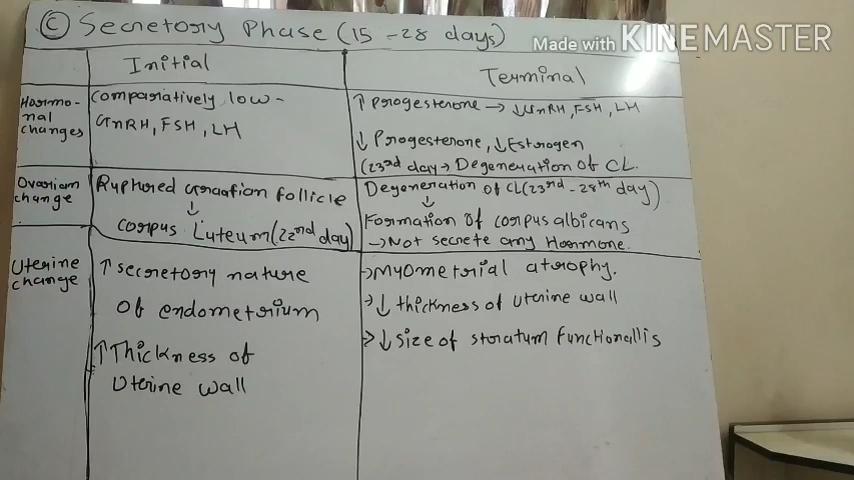 Ⓒ Secretory Phase (15 - 28 days)
Made with KINEMASTER
Initial
Terminal
Hormo-
nal
changes
comparatively low -
GnRH, FSH, LH
↑ Progesterone → ↓GnRH, FSH, LH
↓ Progesterone, ↓Estrogen
(23rd day → Degeneration of CL.
Ovarian
change
Ruptured Graafian follicle
↓
corpus Luteum (22nd day)
Degeneration of CL (23rd - 28th day)
↓
Formation of corpus albicans
→ Not secrete any Hormone.
Uterine
change
↑ secretory nature
of endometrium
↑ Thickness of
Uterine wall
→ Myometrial atrophy.
→ ↓ thickness of Uterine wall
→ ↓ size of stratum functionallis